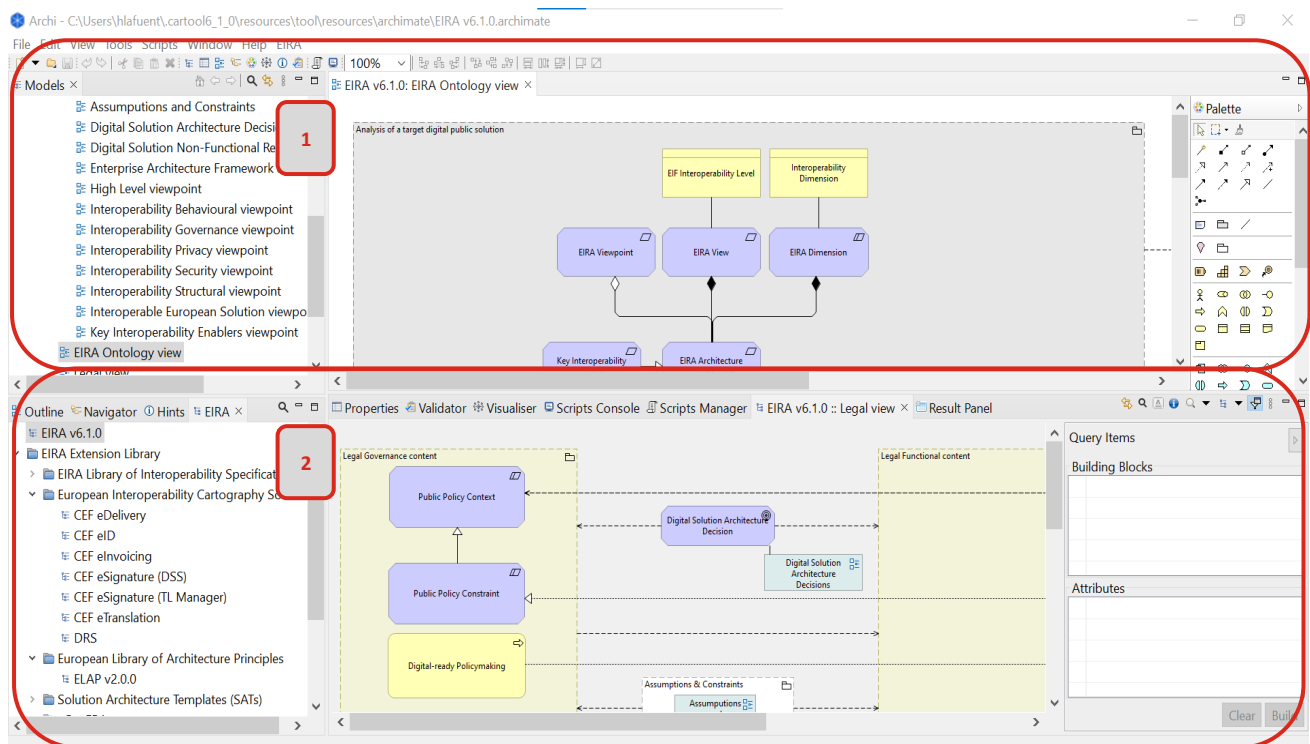 Archi - C:\Users\hlafuent\.cartool6_1_0\resources\tool\resources\archimate\EIRA v6.1.0.archimate
File Edit View Tools Scripts Window Help EIRA
100%
Models
EIRA v6.1.0: EIRA Ontology view
Assumptions and Constraints
Digital Solution Architecture Decisi
Digital Solution Non-Functional Re
Enterprise Architecture Framework
High Level viewpoint
Interoperability Behavioural viewpoint
Interoperability Governance viewpoint
Interoperability Privacy viewpoint
Interoperability Security viewpoint
Interoperability Structural viewpoint
Interoperable European Solution viewpo
Key Interoperability Enablers viewpoint
EIRA Ontology view
Legal view
1
Analysis of a target digital public solution
EIF Interoperability Level
Interoperability
Dimension
EIRA Viewpoint
EIRA View
EIRA Dimension
Key Interoperability
EIRA Architecture
Palette
Outline Navigator Hints EIRA
EIRA v6.1.0
EIRA Extension Library
EIRA Library of Interoperability Specificat
European Interoperability Cartography So
CEF eDelivery
CEF eID
CEF eInvoicing
CEF eSignature (DSS)
CEF eSignature (TL Manager)
CEF eTranslation
DRS
European Library of Architecture Principles
ELAP v2.0.0
Solution Architecture Templates (SATs)
2
Properties Validator Visualiser Scripts Console Scripts Manager EIRA v6.1.0 :: Legal view Result Panel
Legal Governance content
Public Policy Context
Public Policy Constraint
Digital-ready Policymaking
Digital Solution Architecture
Decision
Digital Solution
Architecture
Decisions
Assumptions & Constraints
Assumptions
Legal Functional content
Query Items
Building Blocks
Attributes
Clear
Build